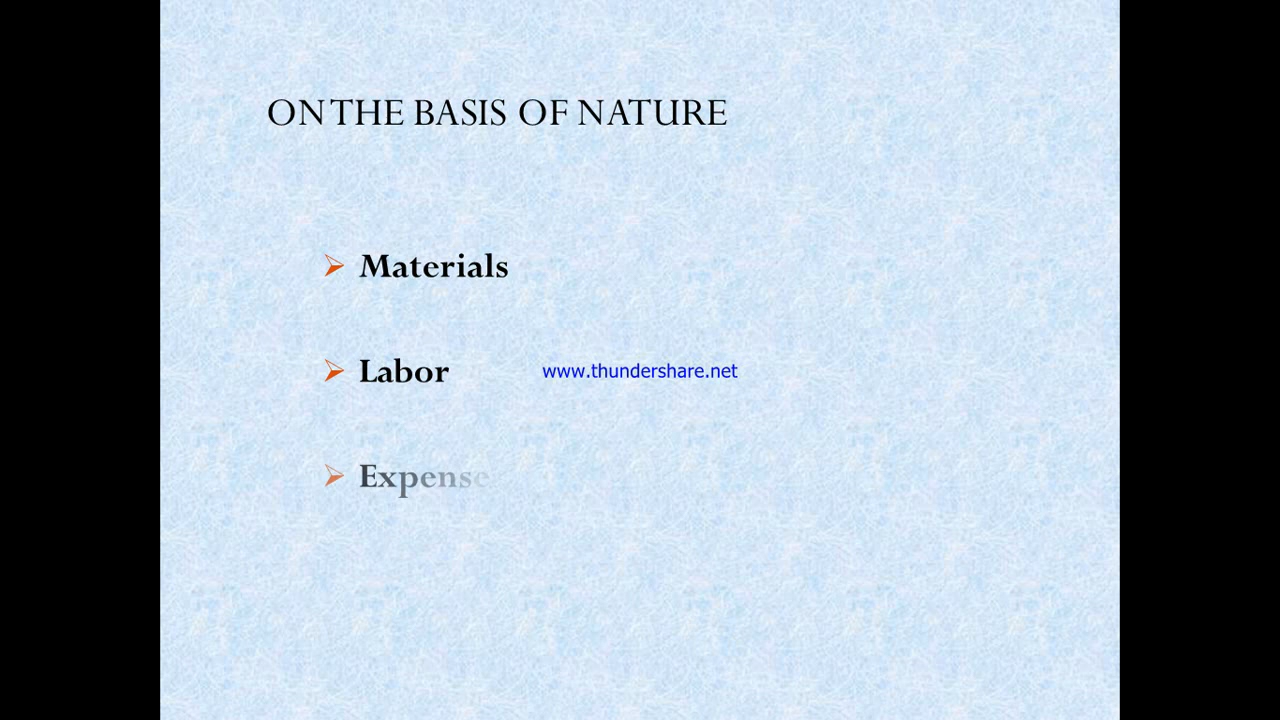 ON THE BASIS OF NATURE
Materials
Labor
www.thundershare.net
Expense